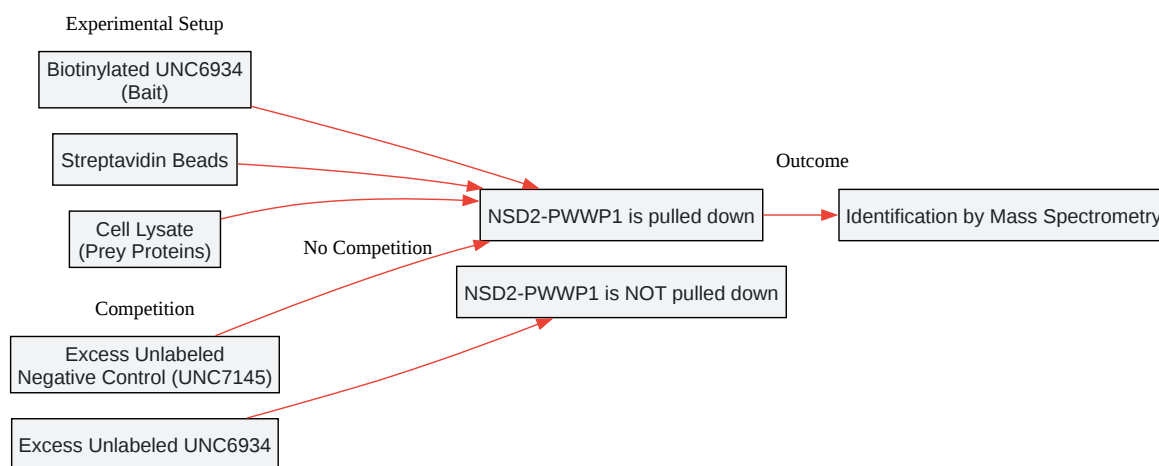 Experimental Setup
Biotinylated UNC6934
(Bait)
Streptavidin Beads
Cell Lysate
(Prey Proteins)
Competition
Excess Unlabeled
Negative Control (UNC7145)
Excess Unlabeled UNC6934
No Competition
NSD2-PWWP1 is pulled down
NSD2-PWWP1 is NOT pulled down
Outcome
Identification by Mass Spectrometry